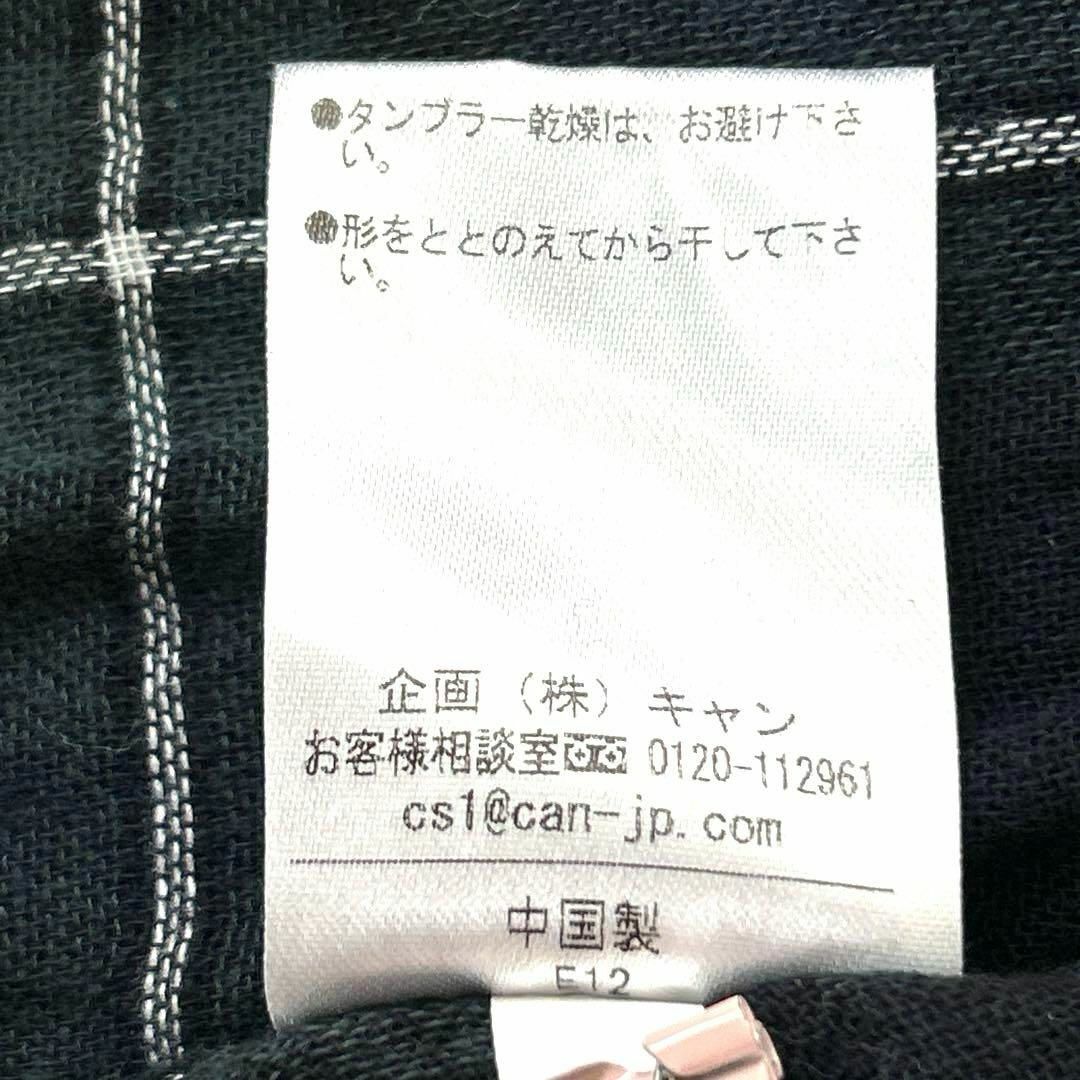 ●タンブラー乾燥は、お避け下さ
い。
●形をととのえてから干して下さ
い。
企画（株）キャン
お客様相談室 0120-112961
cs1@can-jp.com
中国製
E12